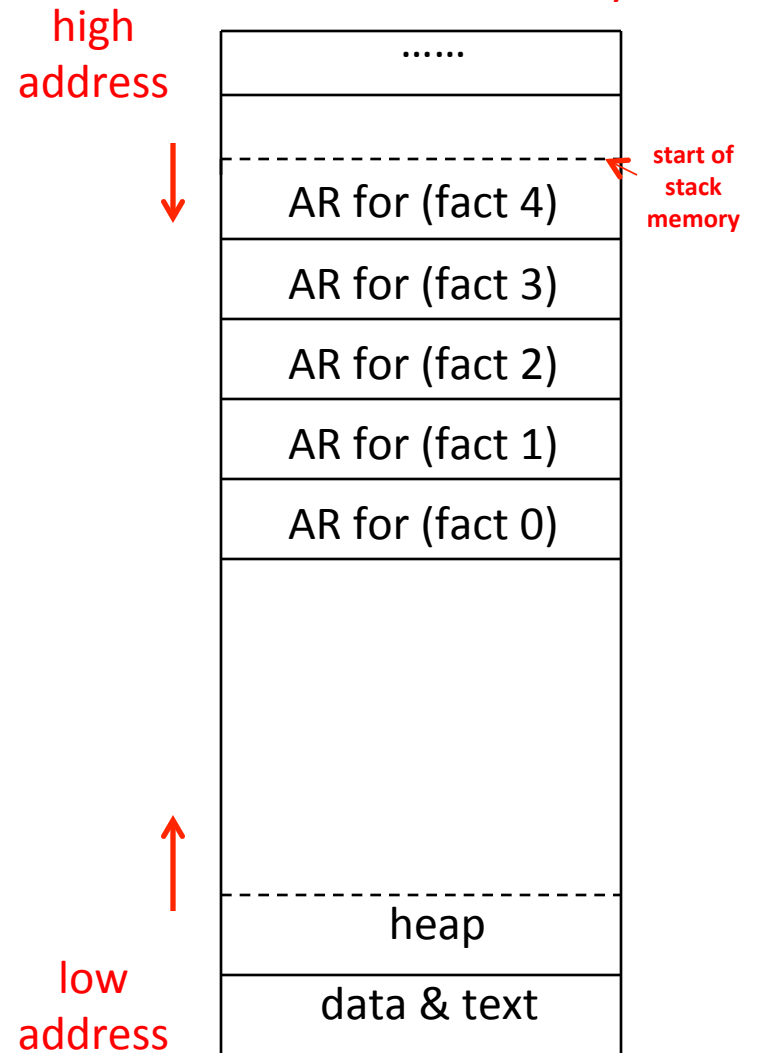 high
address
......
start of
stack
memory
AR for (fact 4)
AR for (fact 3)
AR for (fact 2)
AR for (fact 1)
AR for (fact 0)
heap
low
address
data & text